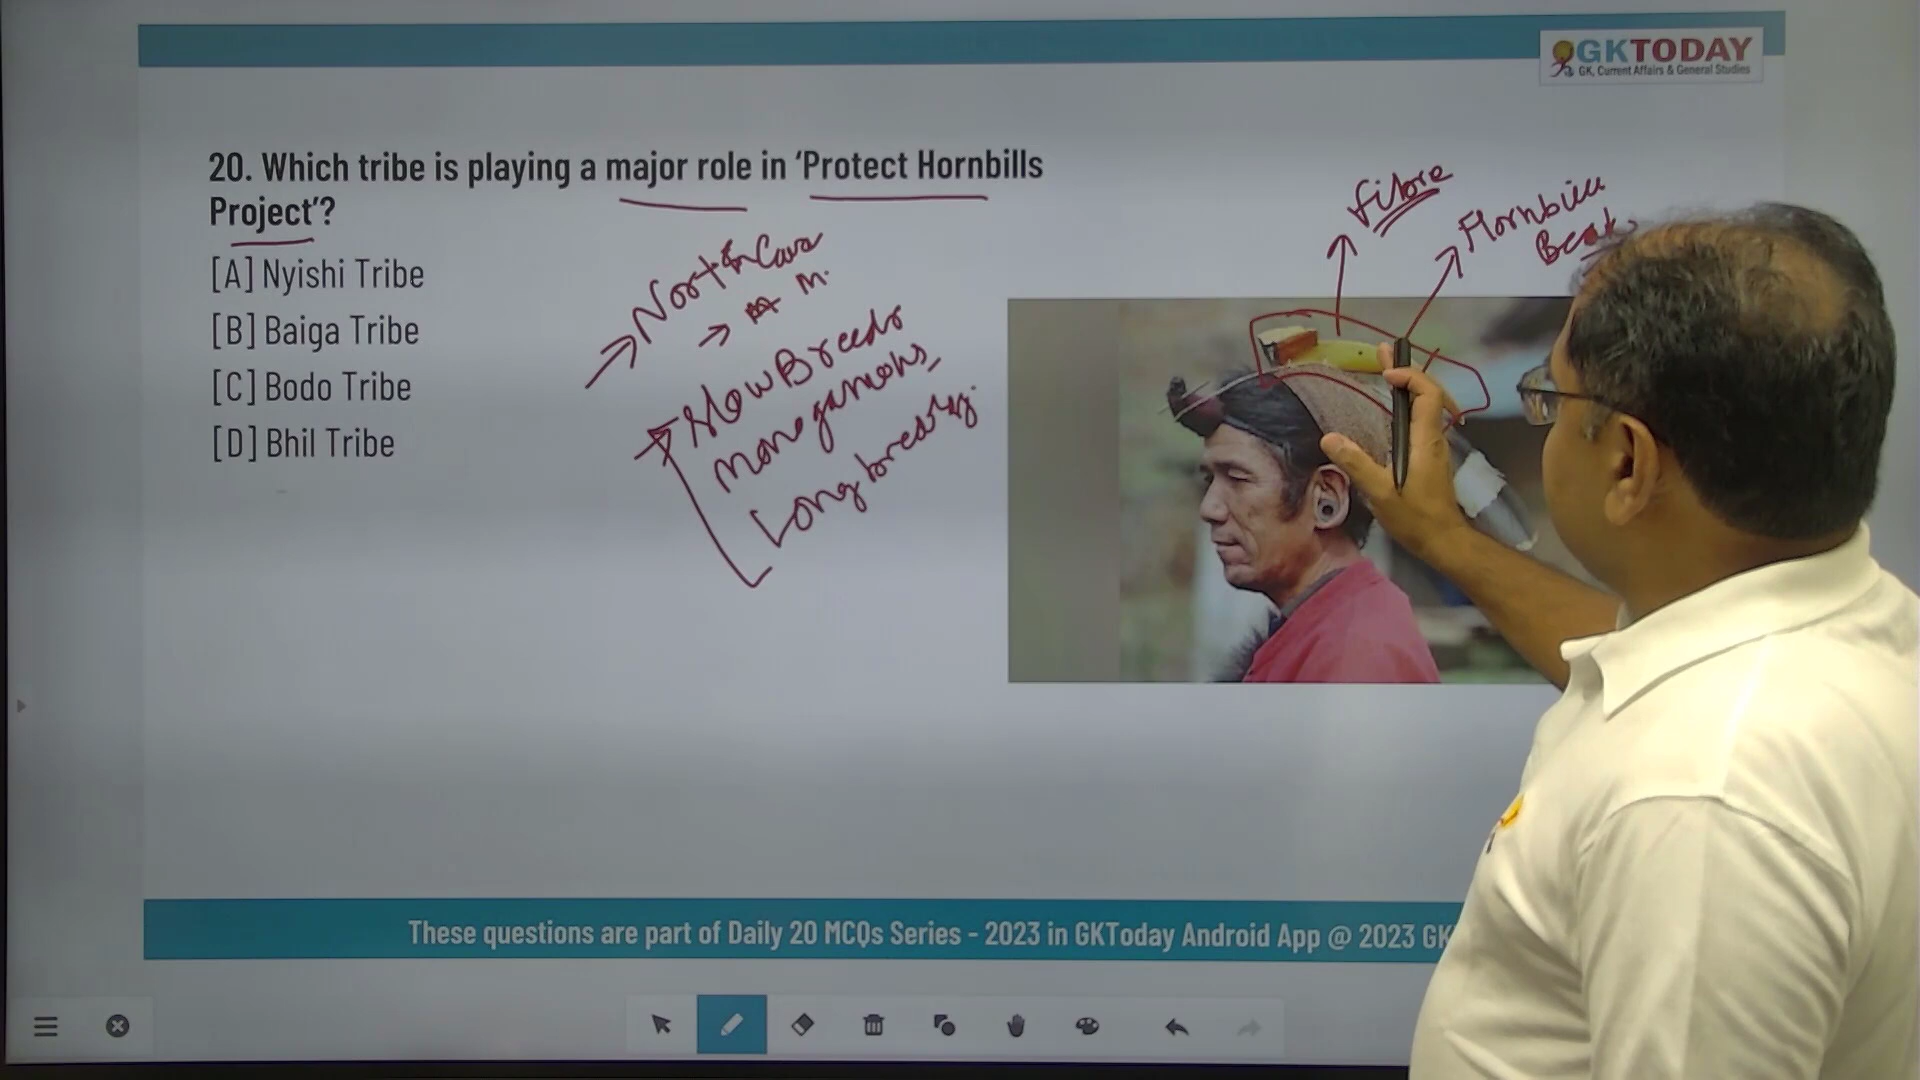 GKTODAY
GK, Current Affairs & General Studies
20. Which tribe is playing a major role in ‘Protect Hornbills
Project’?
[A] Nyishi Tribe
[B] Baiga Tribe
[C] Bodo Tribe
[D] Bhil Tribe
Fibre
Hornbill
Beak
M.
Slow Breeds
monogamous
Long
These questions are part of Daily 20 MCQs Series - 2023 in GKToday Android App @ 2023 GK